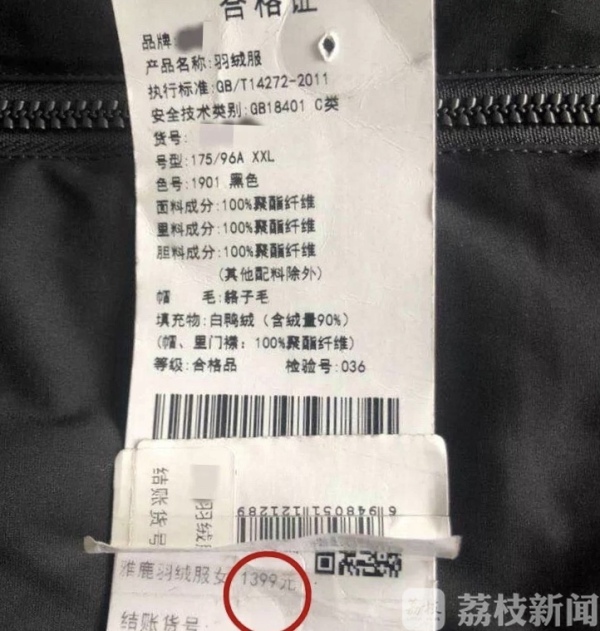 合格证
品牌
产品名称:羽绒服
执行标准:GB/T14272-2011
安全技术类别:GB18401 C类
货号:
号型:175/96A XXL
色号:1901 黑色
面料成分:100%聚酯纤维
里料成分:100%聚酯纤维
胆料成分:100%聚酯纤维
(其他配料除外)
帽 毛:貉子毛
填充物:白鸭绒(含绒量90%)
(帽、里门襟:100%聚酯纤维)
等级:合格品 检验号:036
结账货号
羽绒服
6948051121289
雅鹿羽绒服女 1399元
结账货号:
荔枝新闻